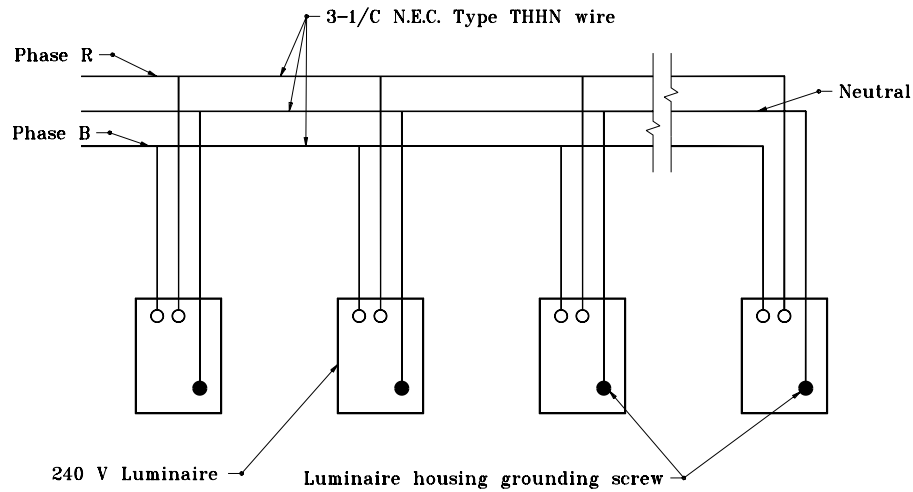 3-1/C N.E.C. Type THHN wire
Phase R
Neutral
Phase B
240 V Luminaire
Luminaire housing grounding screw